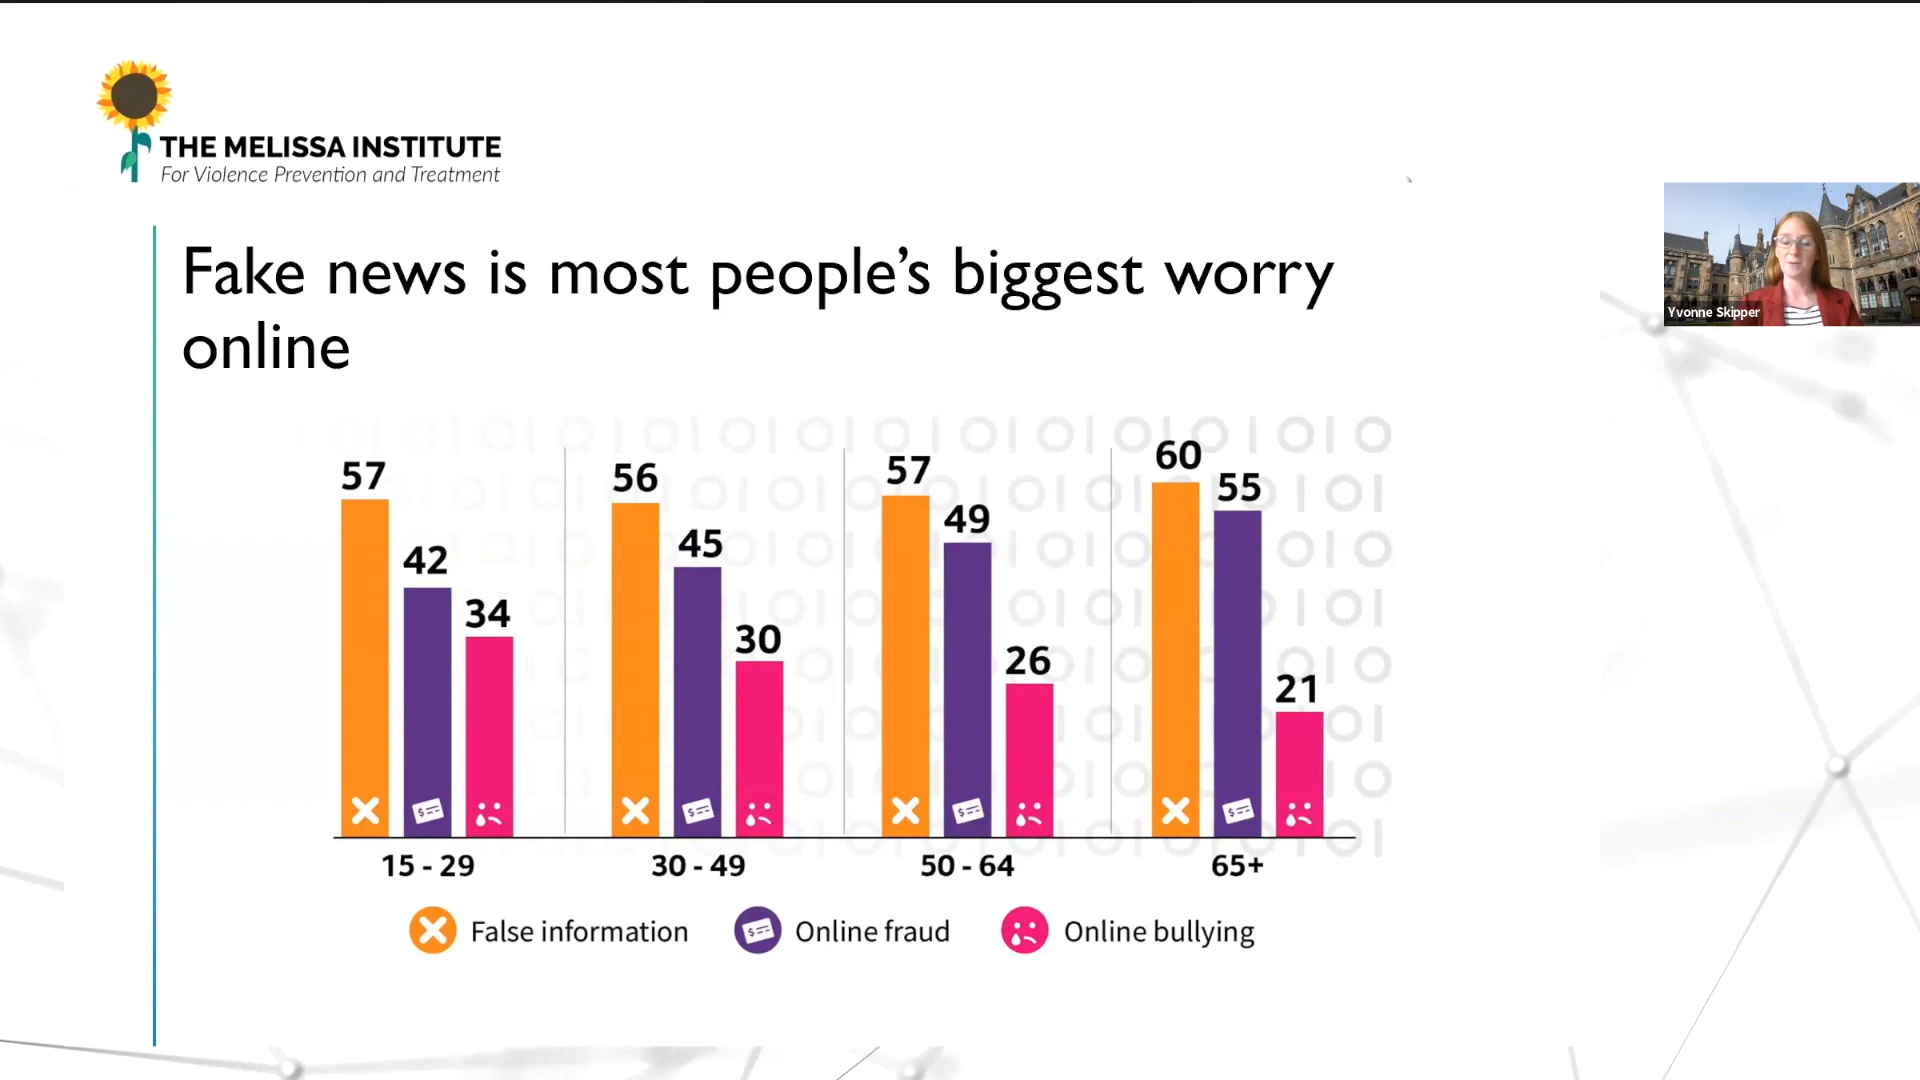 THE MELISSA INSTITUTE
For Violence Prevention and Treatment
Yvonne Skipper
Fake news is most people’s biggest worry
online
57
42
34
56
45
30
57
49
26
60
55
21
15 - 29
30 - 49
50 - 64
65+
False information
Online fraud
Online bullying